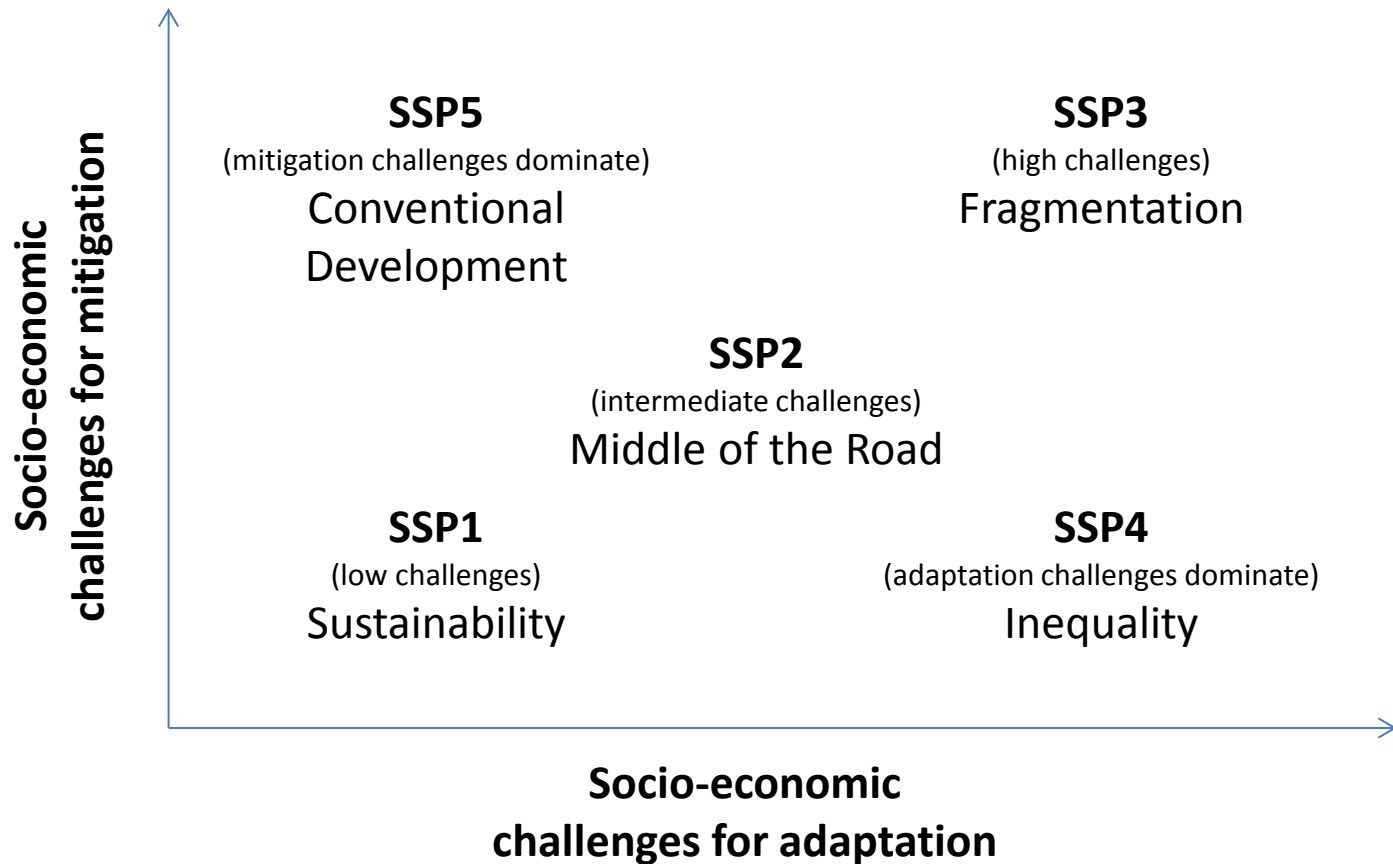 Socio-economic
challenges for mitigation
SSP5
(mitigation challenges dominate)
Conventional
Development
SSP3
(high challenges)
Fragmentation
SSP2
(intermediate challenges)
Middle of the Road
SSP1
(low challenges)
Sustainability
SSP4
(adaptation challenges dominate)
Inequality
Socio-economic
challenges for adaptation